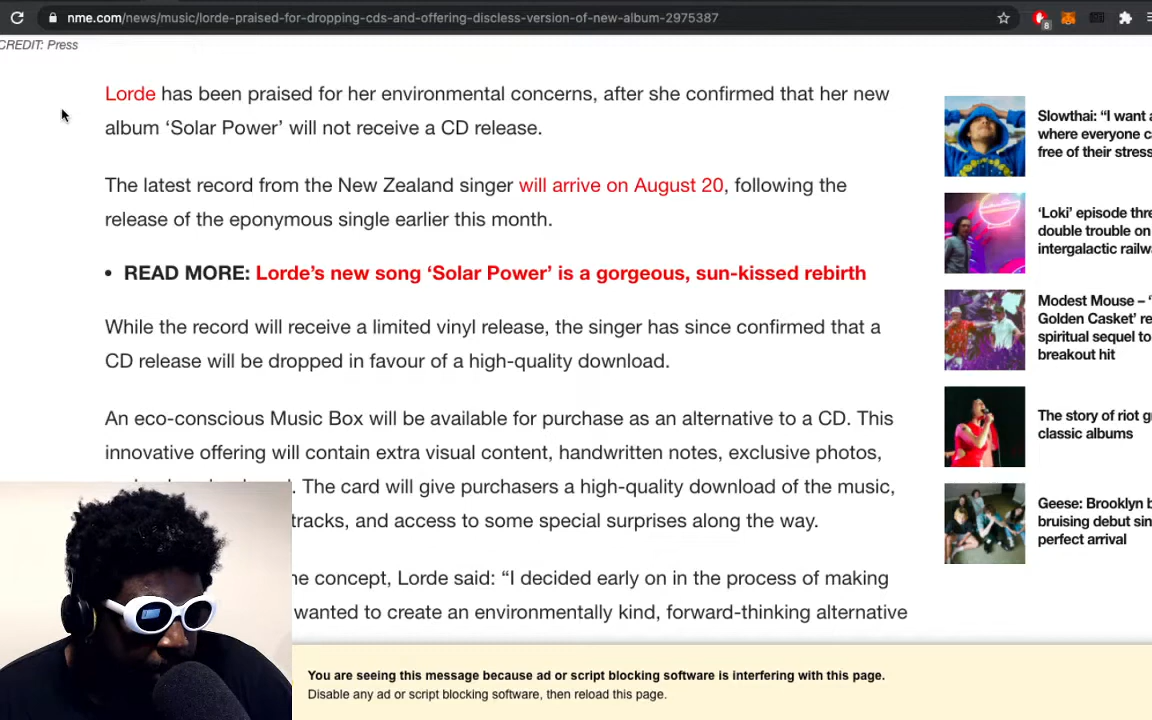 nme.com/news/music/lorde-praised-for-dropping-cds-and-offering-discless-version-of-new-album-2975387
8
CREDIT: Press
Lorde has been praised for her environmental concerns, after she confirmed that her new
album ‘Solar Power’ will not receive a CD release.
The latest record from the New Zealand singer will arrive on August 20, following the
release of the eponymous single earlier this month.
• READ MORE: Lorde’s new song ‘Solar Power’ is a gorgeous, sun-kissed rebirth
While the record will receive a limited vinyl release, the singer has since confirmed that a
CD release will be dropped in favour of a high-quality download.
An eco-conscious Music Box will be available for purchase as an alternative to a CD. This
innovative offering will contain extra visual content, handwritten notes, exclusive photos,
. The card will give purchasers a high-quality download of the music,
tracks, and access to some special surprises along the way.
concept, Lorde said: “I decided early on in the process of making
wanted to create an environmentally kind, forward-thinking alternative
Slowthai: “I want
where everyone
free of their stress
‘Loki’ episode
double trouble on
intergalactic
Modest Mouse – ‘
Golden Casket’
spiritual sequel to
breakout hit
The story of riot
classic albums
Geese: Brooklyn
bruising debut
perfect arrival
You are seeing this message because ad or script blocking software is interfering with this page.
Disable any ad or script blocking software, then reload this page.